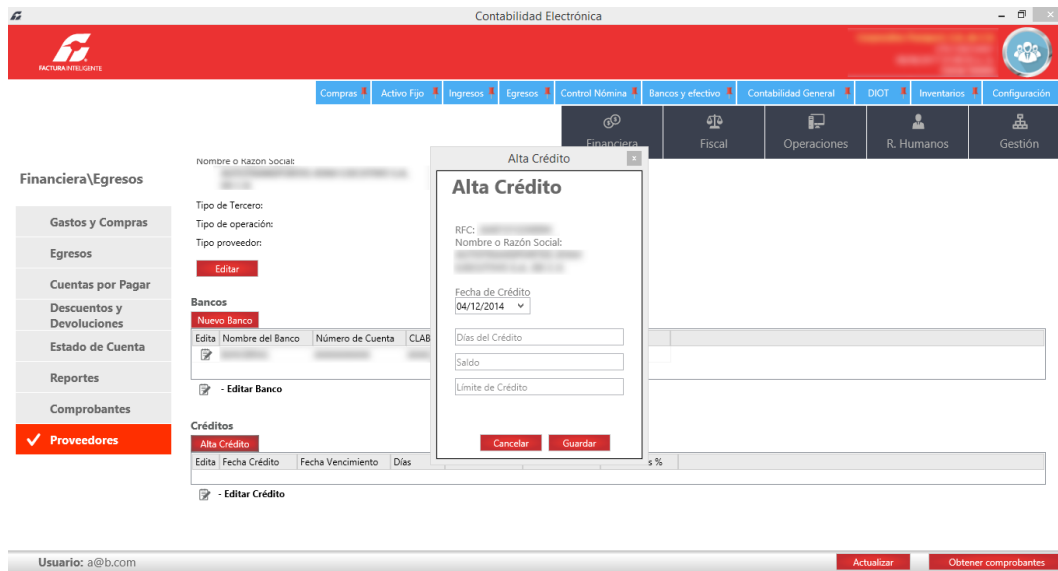 Contabilidad Electrónica
FACTURA INTELIGENTE
Compras Activo Fijo Ingresos Egresos Control Nómina Bancos y efectivo Contabilidad General DIOT Inventarios Configuración
Financiera Fiscal Operaciones R. Humanos Gestión
Financiera\Egresos
Gastos y Compras
Egresos
Cuentas por Pagar
Descuentos y
Devoluciones
Estado de Cuenta
Reportes
Comprobantes
Proveedores
Nombre o Razón Social:
Tipo de Tercero:
Tipo de operación:
Tipo proveedor:
Editar
Bancos
Nuevo Banco
Edita Nombre del Banco Número de Cuenta CLAB
- Editar Banco
Créditos
Alta Crédito
Edita Fecha Crédito Fecha Vencimiento Días s %
- Editar Crédito
Alta Crédito x
Alta Crédito
RFC:
Nombre o Razón Social:
Fecha de Crédito
04/12/2014
Días del Crédito
Saldo
Límite de Crédito
Cancelar Guardar
Usuario: a@b.com
Actualizar Obtener comprobantes